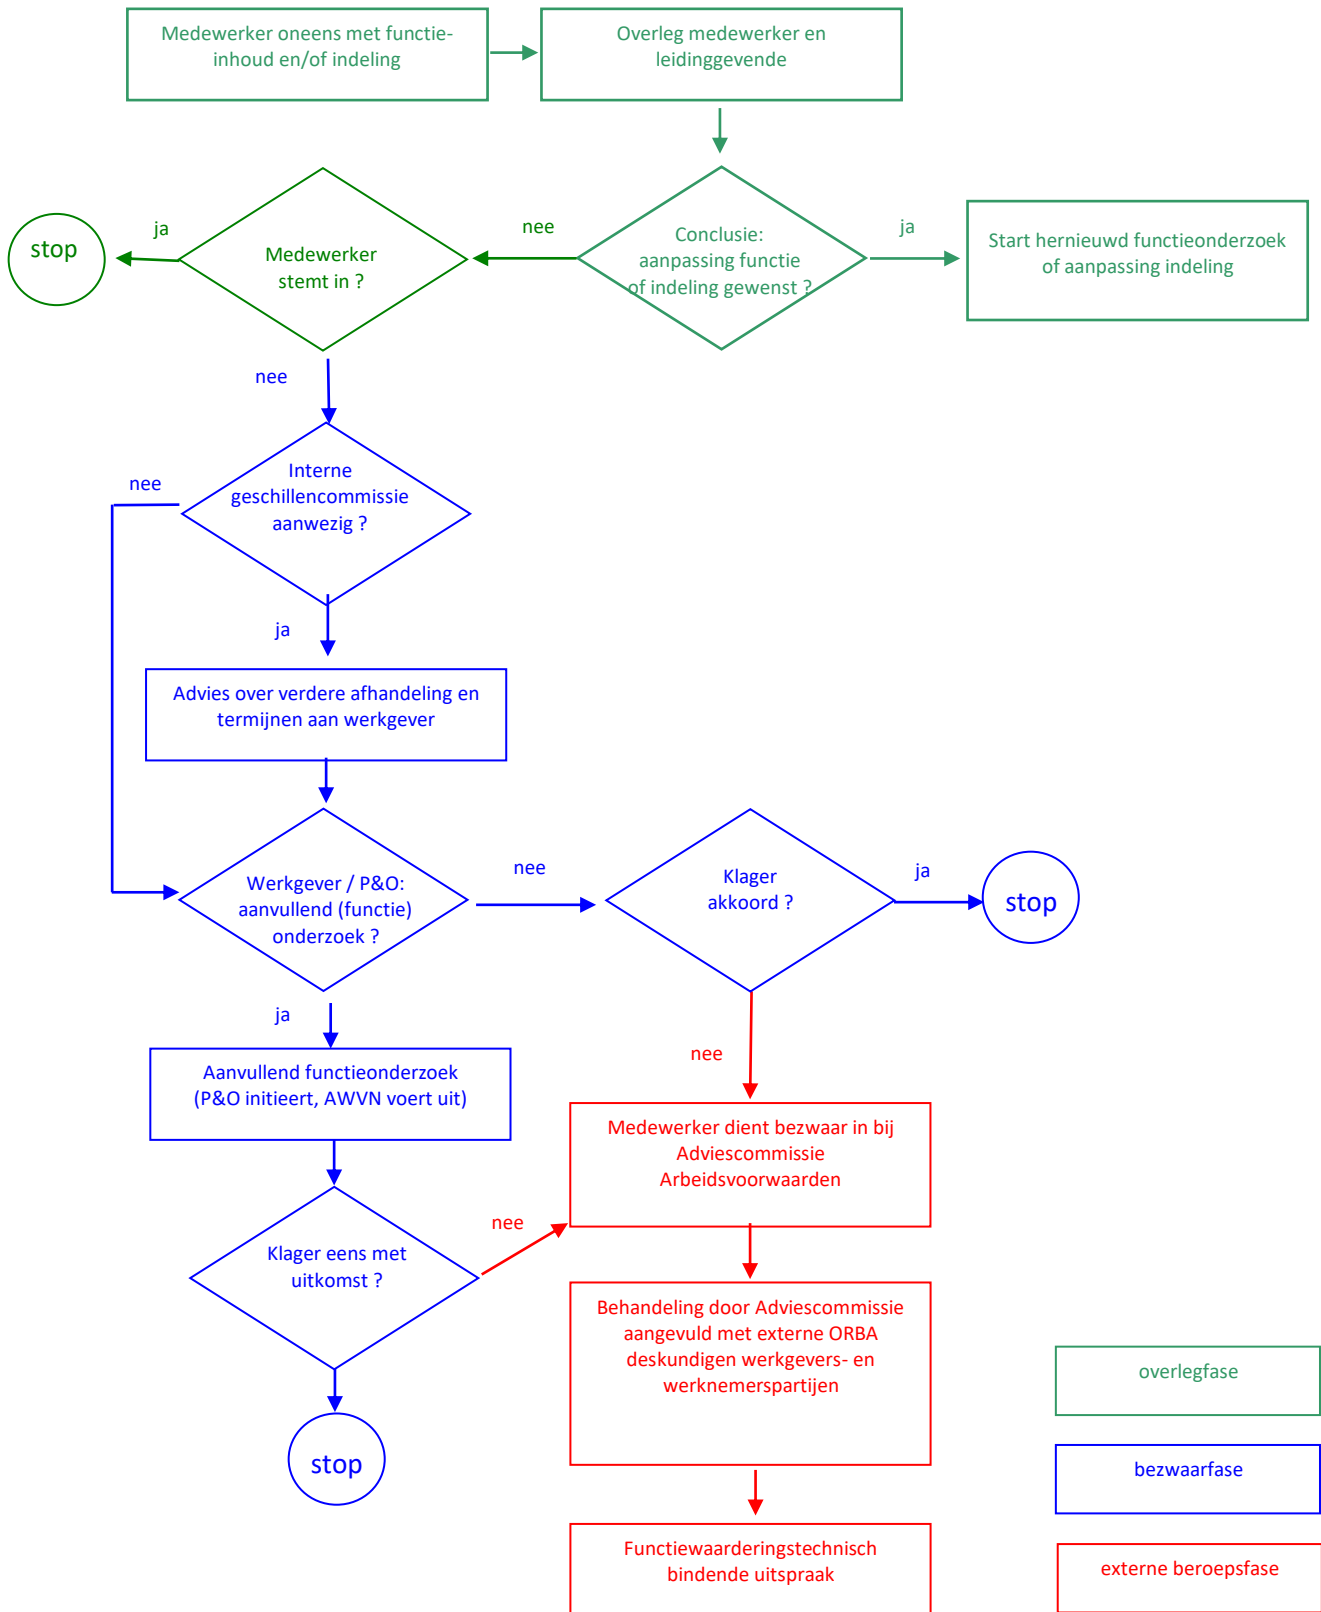 Medewerker oneens met functie-
inhoud en/of indeling
Overleg medewerker en
leidinggevende
stop
ja
Medewerker
stemt in ?
nee
Conclusie:
aanpassing functie
of indeling gewenst ?
ja
Start hernieuwd functieonderzoek
of aanpassing indeling
nee
nee
Interne
geschillencommissie
aanwezig ?
ja
Advies over verdere afhandeling en
termijnen aan werkgever
Werkgever / P&O:
aanvullend (functie)
onderzoek ?
nee
Klager
akkoord ?
ja
stop
ja
nee
Aanvullend functieonderzoek
(P&O initieert, AWVN voert uit)
Medewerker dient bezwaar in bij
Adviescommissie
Arbeidsvoorwaarden
Klager eens met
uitkomst ?
nee
Behandeling door Adviescommissie
aangevuld met externe ORBA
deskundigen werkgevers- en
werknemerspartijen
stop
Functiewaarderingstechnisch
bindende uitspraak
overlegfase
bezwaarfase
externe beroepsfase